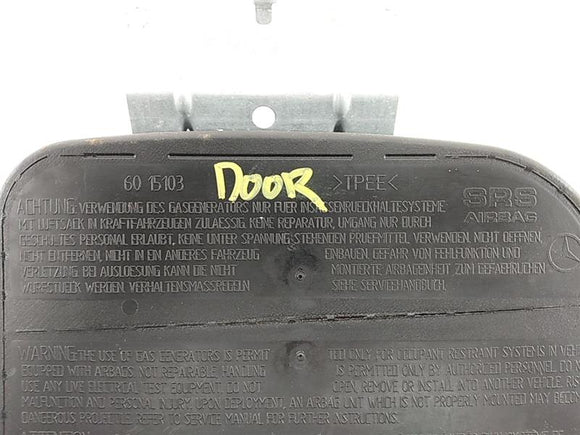 60 15103 DOOR >TPEE<
SRS
AIRBAG
ACHTUNG: VERWENDUNG DES GASGENERATORS NUR FUER INSASSENRUECKHALTESYSTEME
MIT LUFTSACK IN KRAFTFAHRZEUGEN ZULAESSIG. KEINE REPARATUR, UMGANG NUR DURCH
GESCHULTES PERSONAL ERLAUBT, KEINE UNTER SPANNUNG STEHENDEN PRUEFMITTEL VERWENDEN. NICHT OEFFNEN,
NICHT ENTFERNEN, NICHT IN EIN ANDERES FAHRZEUG EINBAUEN. GEFAHR VON FEHLFUNKTION UND
VERLETZUNG. BEI AUSLOESUNG KANN DIE NICHT MONTIERTE AIRBAGEINHEIT ZUM GEFAEHRLICHEN
WURFSTUECK WERDEN, VERHALTENSMASSREGELN SIEHE SERVICEHANDBUCH.
WARNING: THE USE OF GAS GENERATORS IS PERMIT TED ONLY FOR OCCUPANT RESTRAINT SYSTEMS IN VEH
EQUIPPED WITH AIRBAGS. NOT REPAIRABLE. HANDLING IS PERMITTED ONLY BY AUTHORIZED PERSONNEL. DO N
USE ANY LIVE ELECTRICAL TEST EQUIPMENT. DO NOT OPEN, REMOVE OR INSTALL INTO ANOTHER VEHICLE. RIS
MALFUNCTION AND PERSONAL INJURY. UPON DEPLOYMENT, AN AIRBAG UNIT WHICH IS NOT PROPERLY MOUNTED MAY BECOM
DANGEROUS PROJECTILE. REFER TO SERVICE MANUAL FOR FURTHER INSTRUCTIONS.